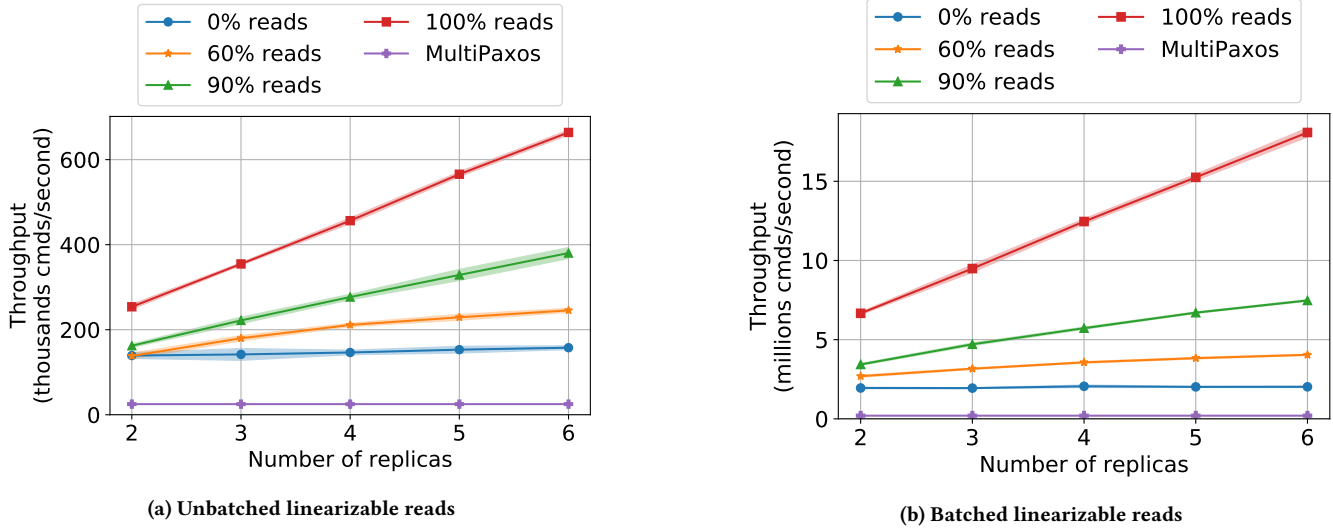 0% reads
60% reads
90% reads
100% reads
MultiPaxos
Throughput
(thousands cmds/second)
600
400
200
0
2 3 4 5 6
Number of replicas
(a) Unbatched linearizable reads
0% reads
60% reads
90% reads
100% reads
MultiPaxos
Throughput
(millions cmds/second)
15
10
5
0
2 3 4 5 6
Number of replicas
(b) Batched linearizable reads